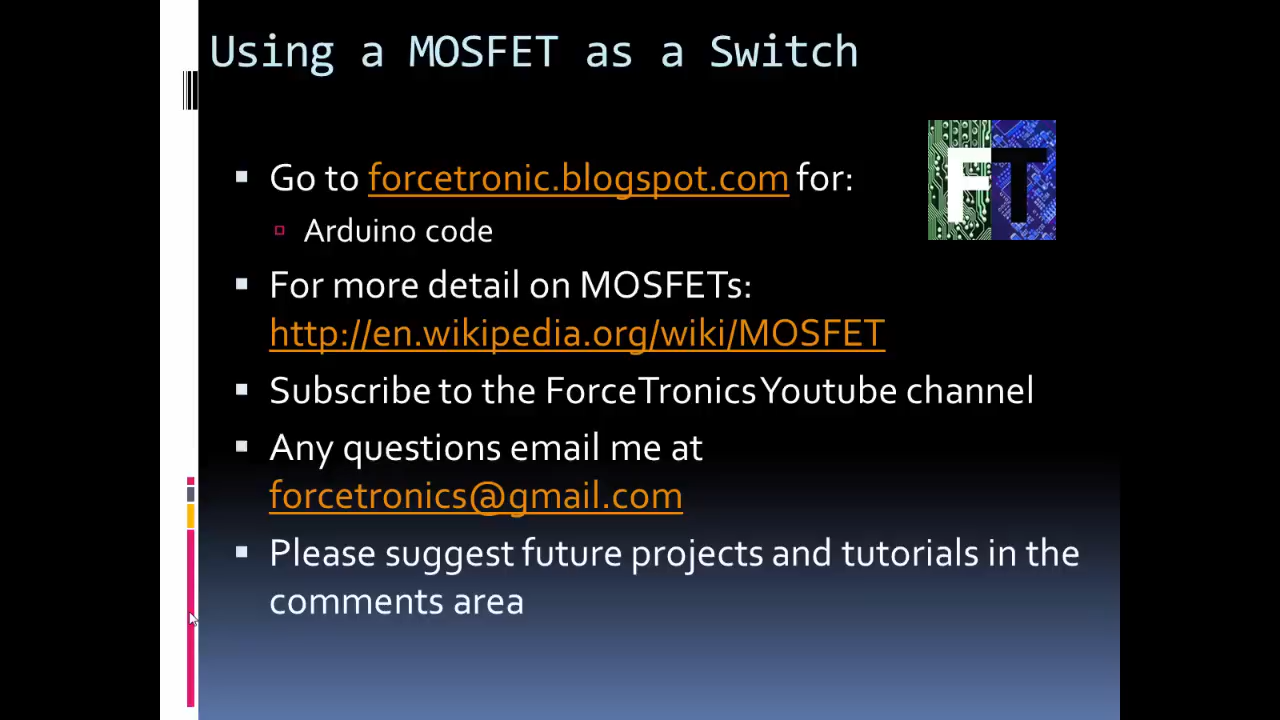 Using a MOSFET as a Switch
FT
Go to forcetronic.blogspot.com for:
Arduino code
For more detail on MOSFETs:
http://en.wikipedia.org/wiki/MOSFET
Subscribe to the ForceTronics Youtube channel
Any questions email me at
forcetronics@gmail.com
Please suggest future projects and tutorials in the
comments area